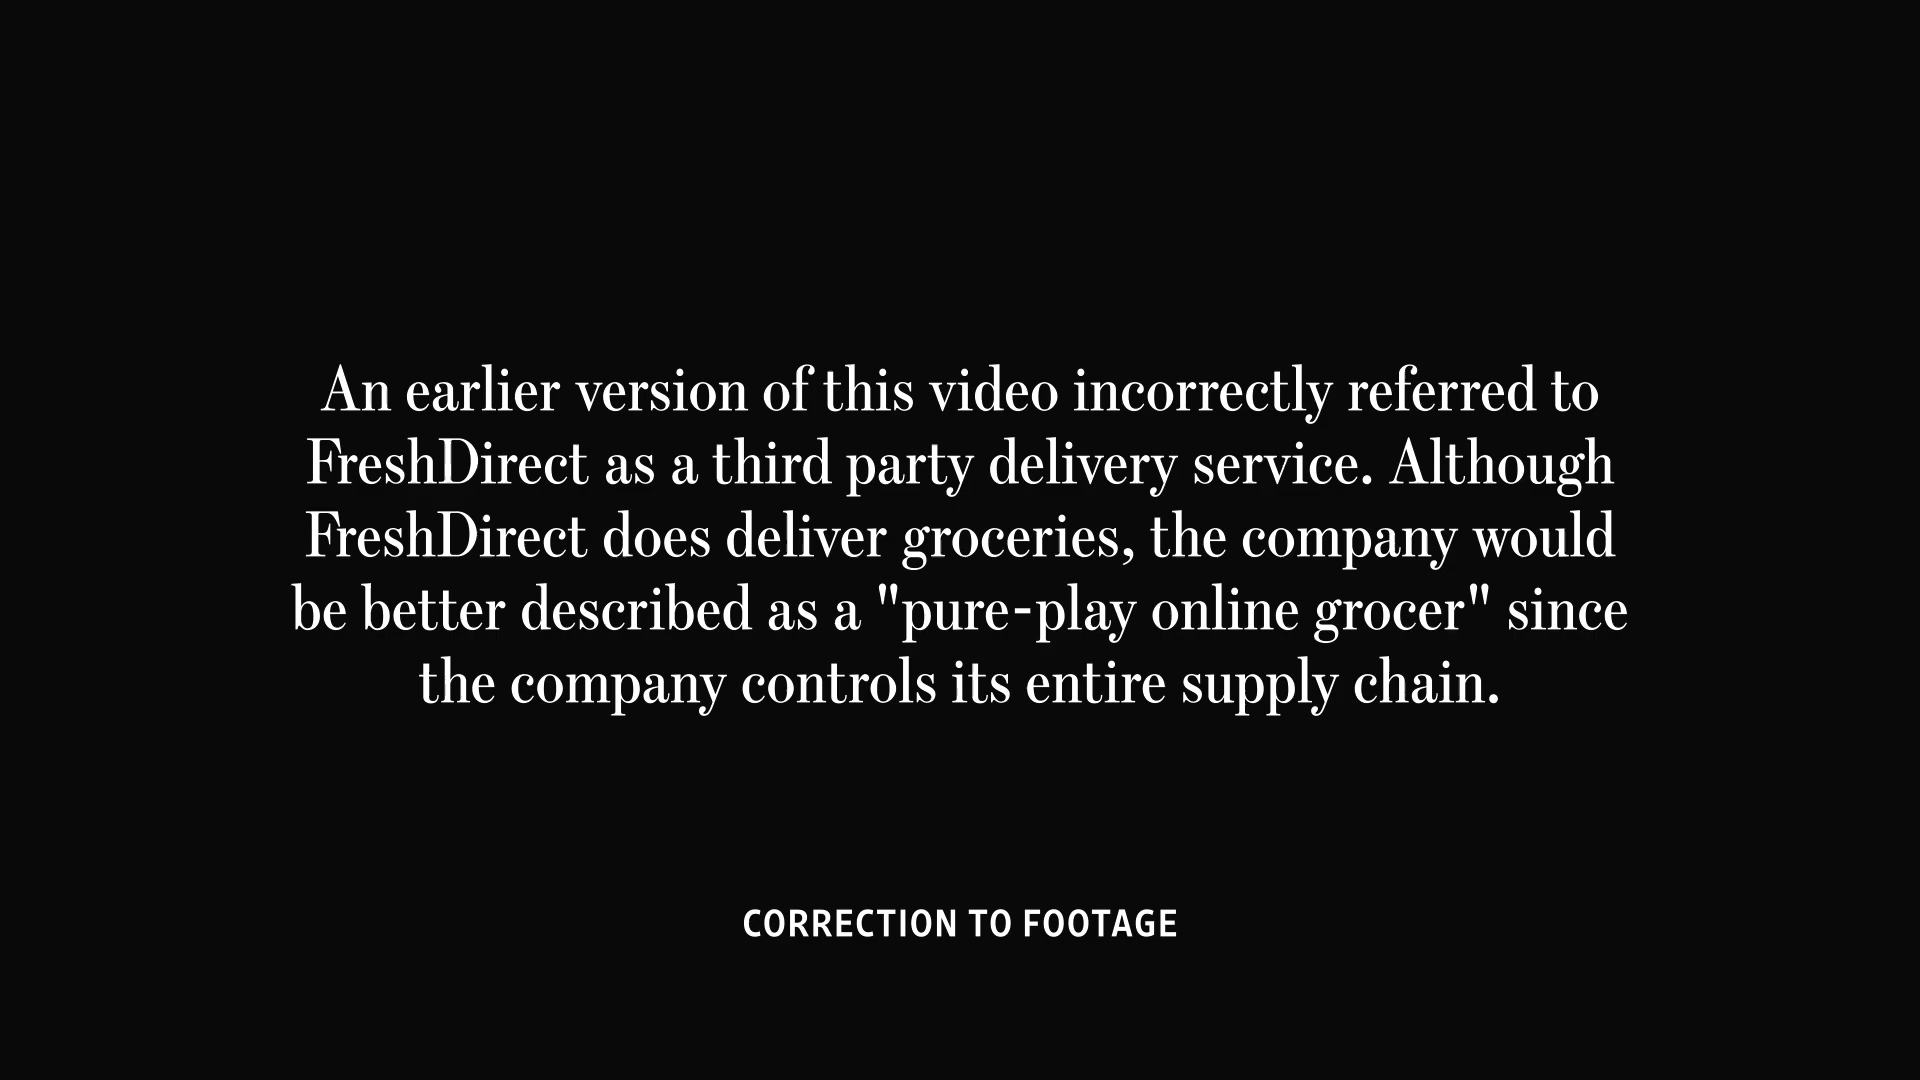 An earlier version of this video incorrectly referred to
FreshDirect as a third party delivery service. Although
FreshDirect does deliver groceries, the company would
be better described as a "pure-play online grocer" since
the company controls its entire supply chain.
CORRECTION TO FOOTAGE